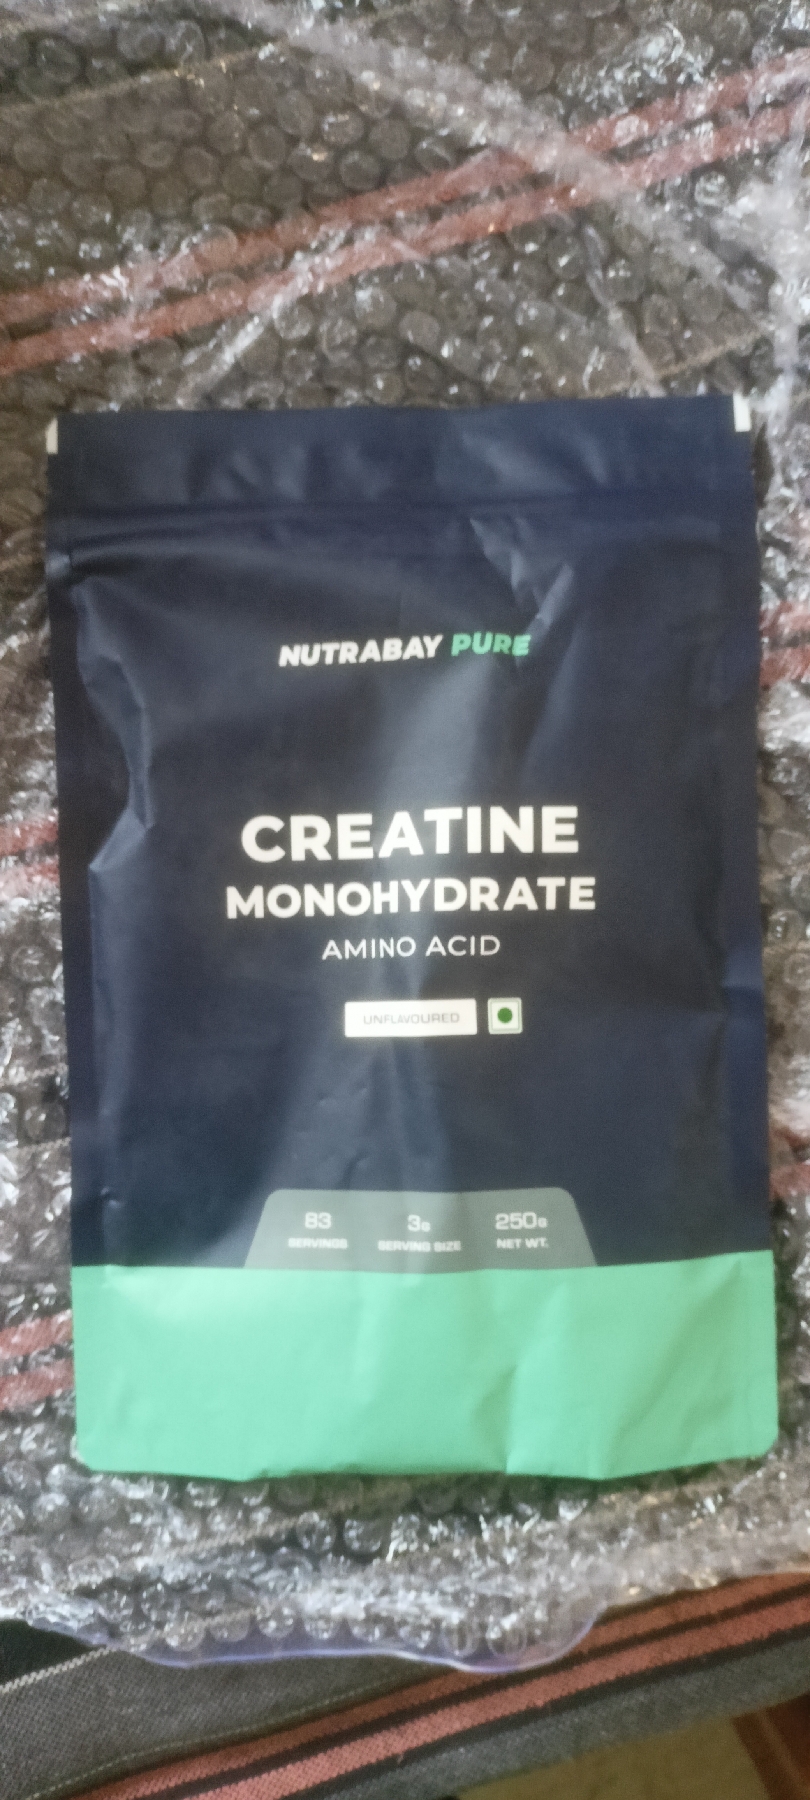 NUTRABAY PURE
CREATINE
MONOHYDRATE
AMINO ACID
UNFLAVOURED
83 3g 250g
SERVINGS SERVING SIZE NET WT.